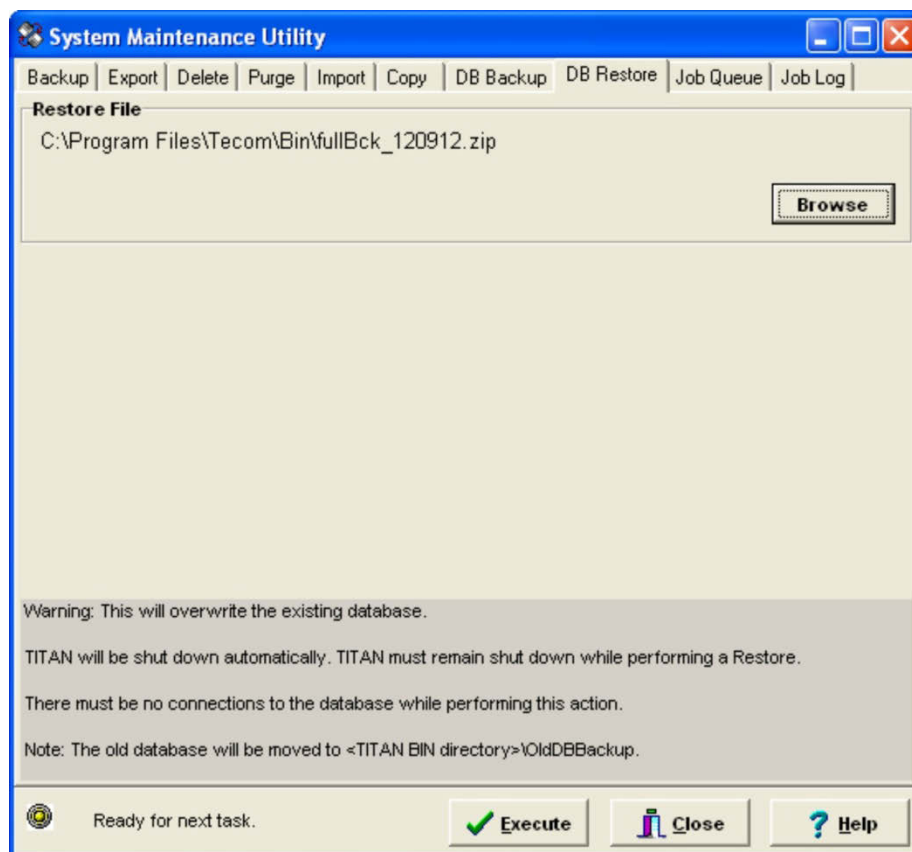 System Maintenance Utility
Backup Export Delete Purge Import Copy DB Backup DB Restore Job Queue Job Log
Restore File
C:\Program Files\Tecom\Bin\fullBck_120912.zip
Browse
Warning: This will overwrite the existing database.
TITAN will be shut down automatically. TITAN must remain shut down while performing a Restore.
There must be no connections to the database while performing this action.
Note: The old database will be moved to <TITAN BIN directory>\OldDBBackup.
Ready for next task. Execute Close Help